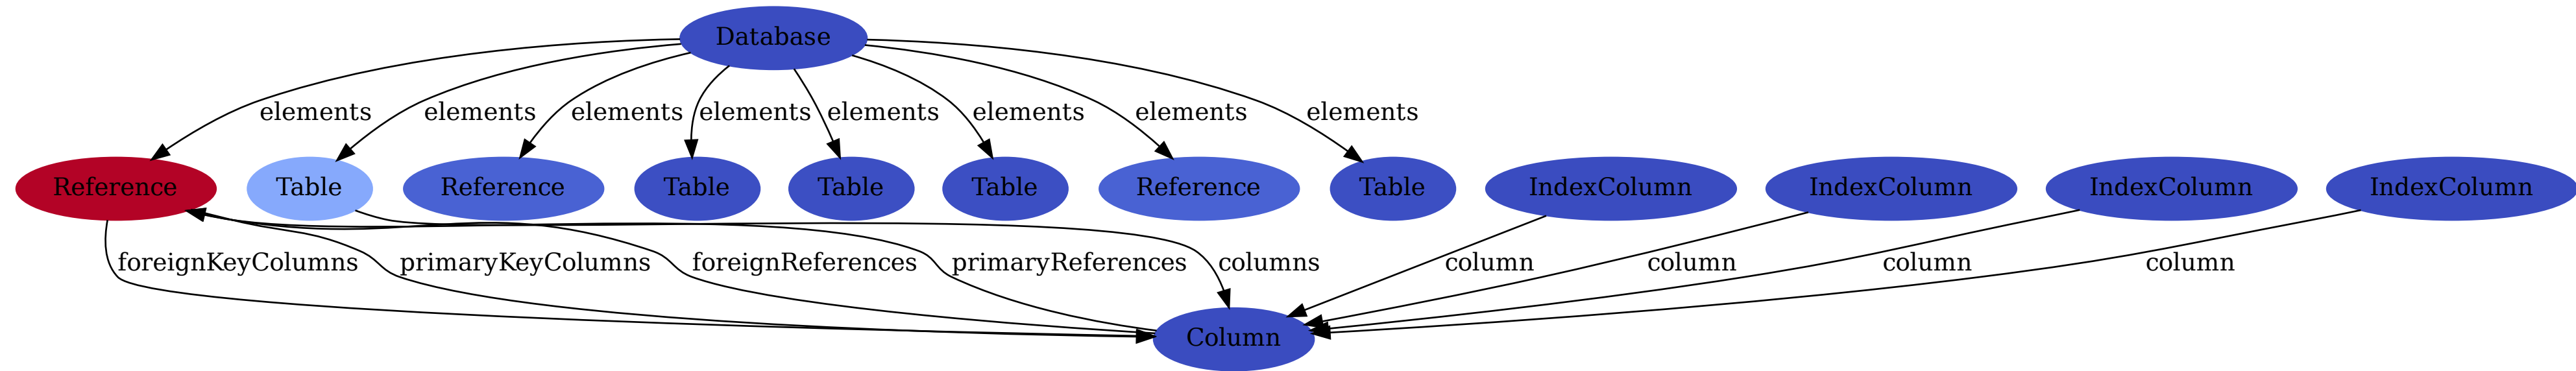 Database
elements elements elements elements elements elements elements elements
Reference Table Reference Table Table Table Reference Table IndexColumn IndexColumn IndexColumn IndexColumn
foreignKeyColumns primaryKeyColumns foreignReferences primaryReferences columns column column column column
Column